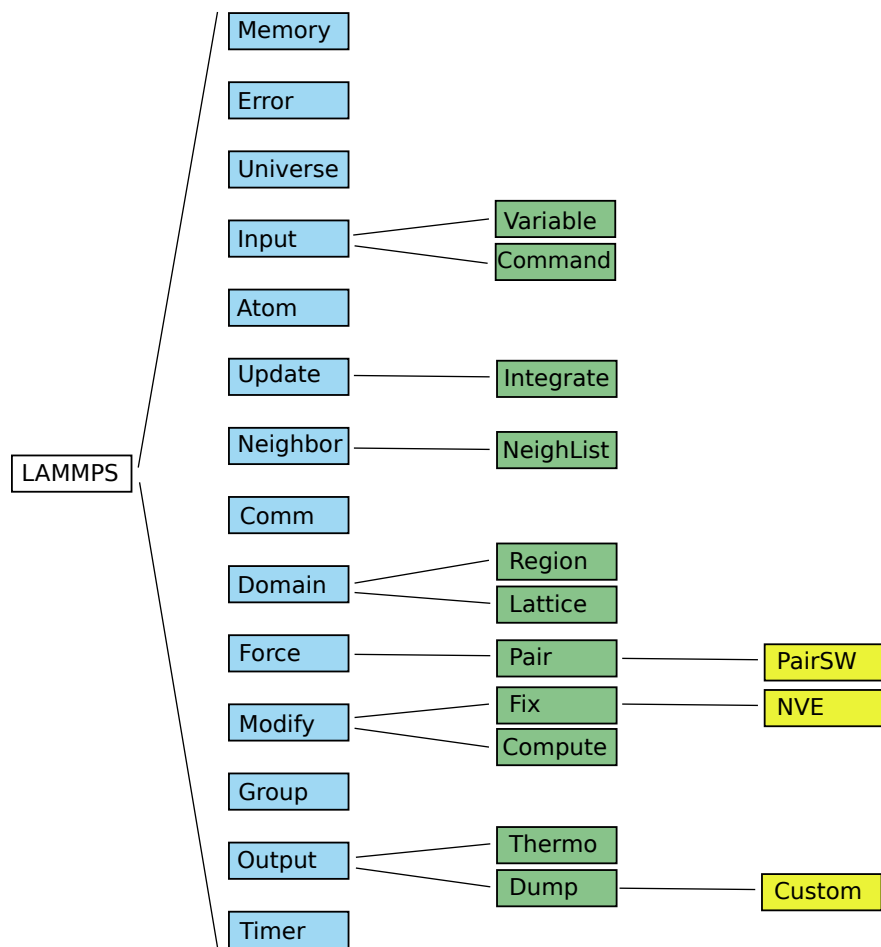 Memory
Error
Universe
Input
Variable
Command
Atom
Update
Integrate
Neighbor
NeighList
LAMMPS
Comm
Domain
Region
Lattice
Force
Pair
PairSW
Modify
Fix
NVE
Compute
Group
Output
Thermo
Dump
Custom
Timer